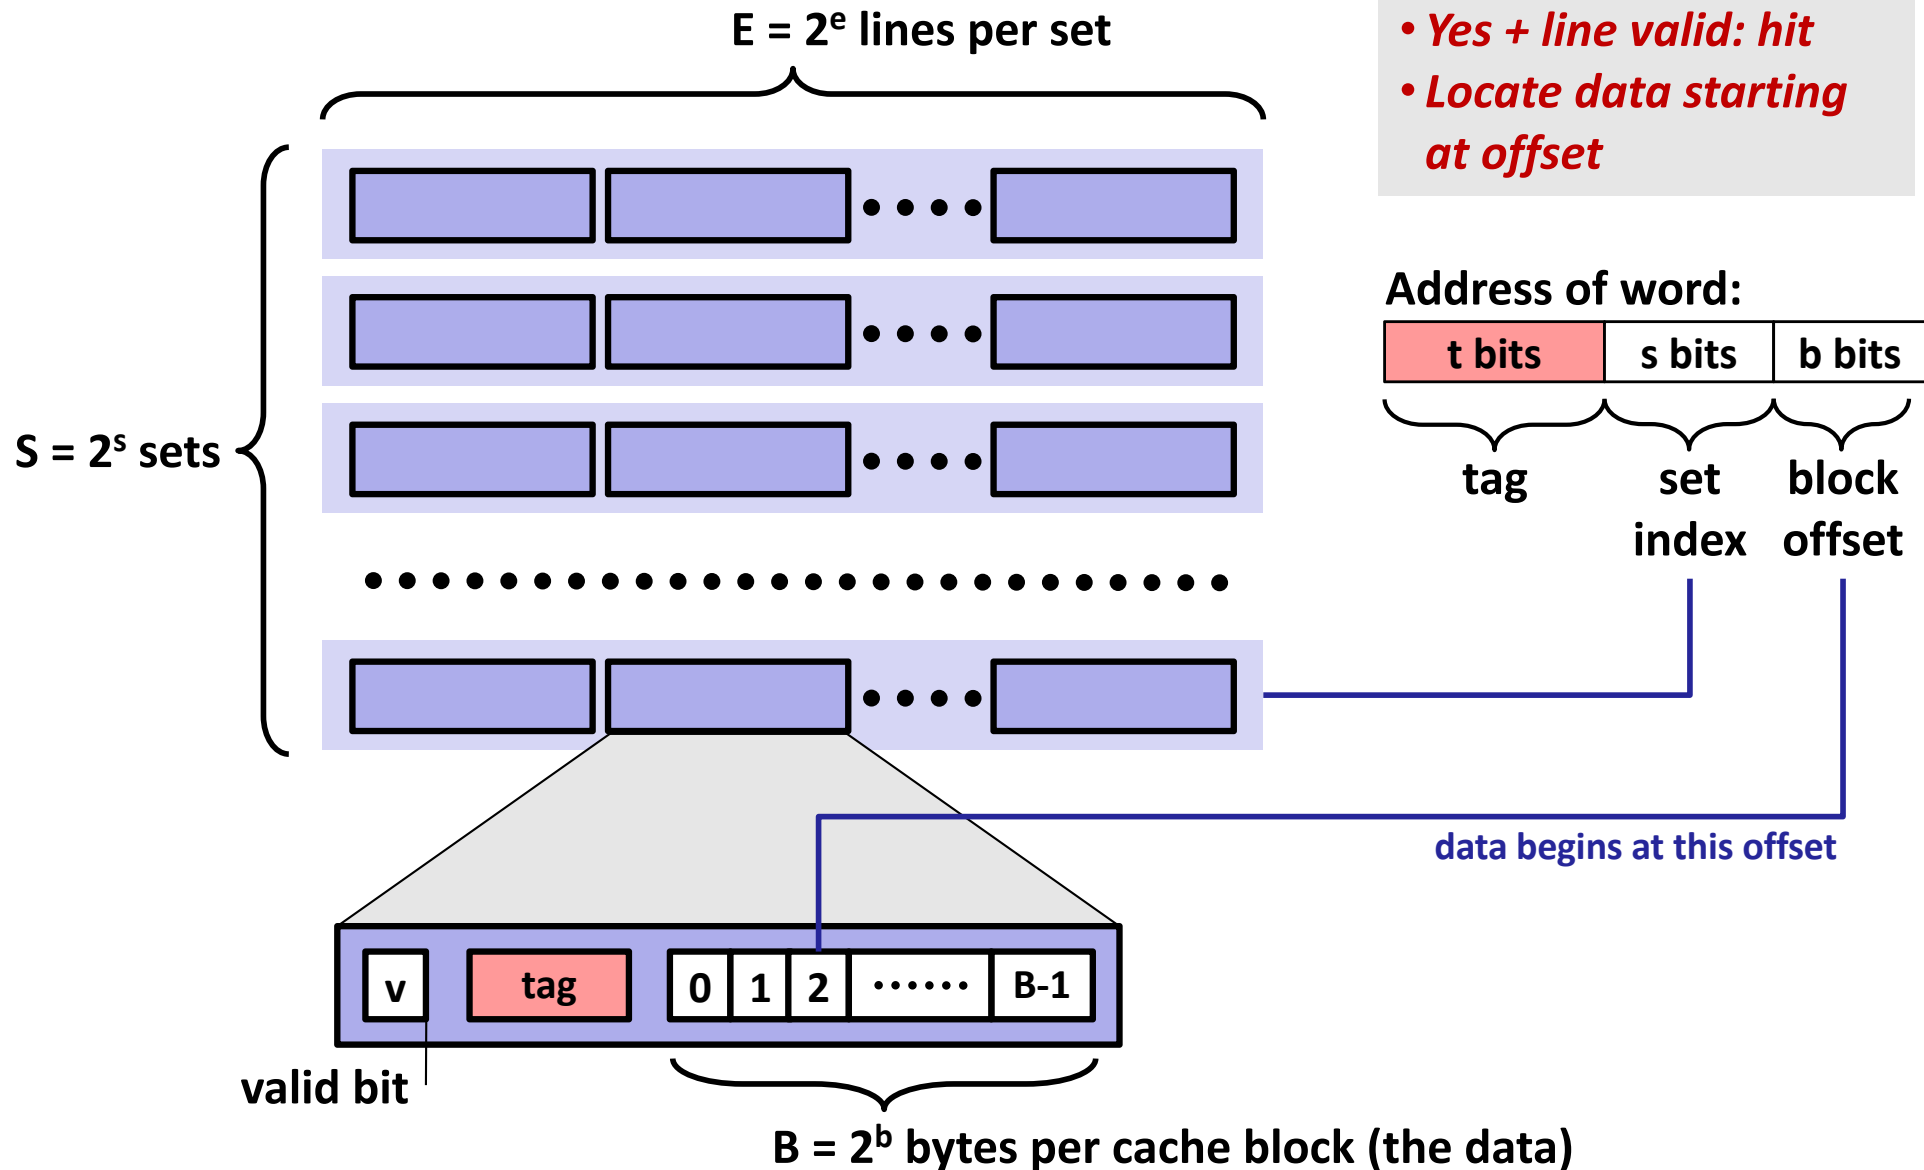 E = 2ᵉ lines per set
• Yes + line valid: hit
• Locate data starting
at offset
Address of word:
t bits s bits b bits
S = 2ˢ sets
tag set block
index offset
data begins at this offset
v tag 0 1 2 ······ B-1
valid bit
B = 2ᵇ bytes per cache block (the data)